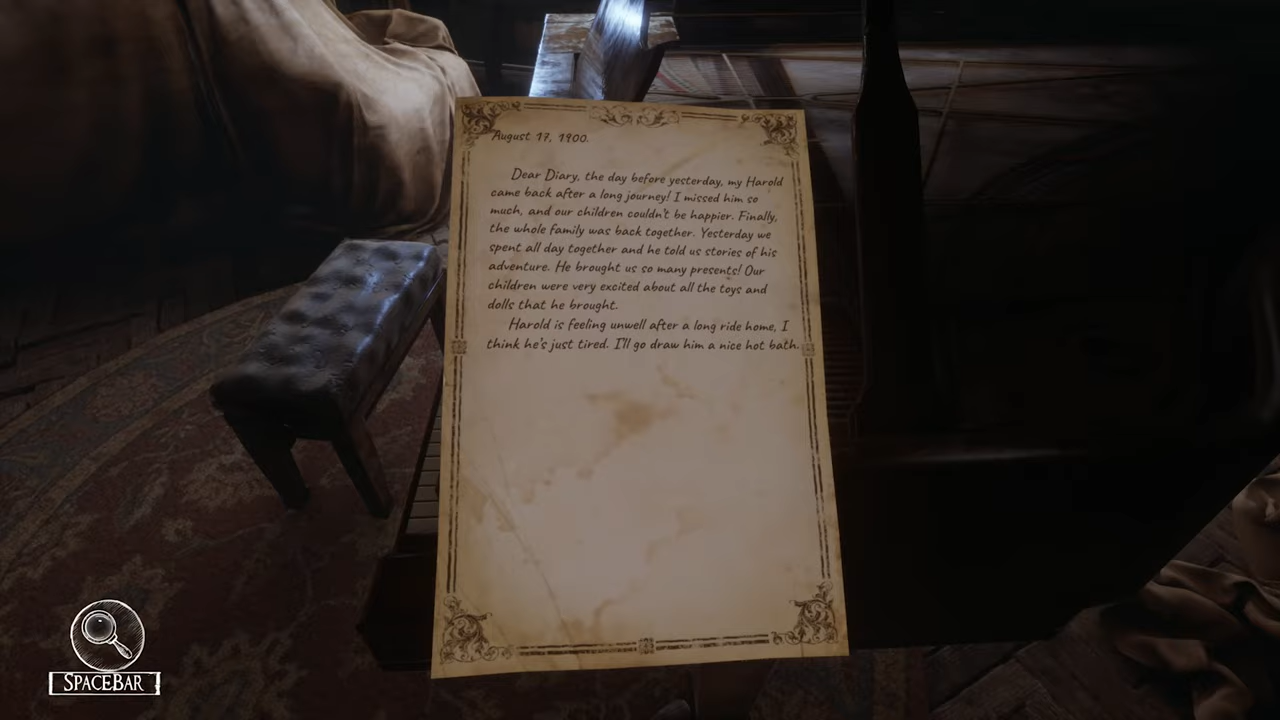 August 17, 1900.
Dear Diary, the day before yesterday, my Harold
came back after a long journey! I missed him so
much, and our children couldn't be happier. Finally,
the whole family was back together. Yesterday we
spent all day together and he told us stories of his
adventure. He brought us so many presents! Our
children were very excited about all the toys and
dolls that he brought.
Harold is feeling unwell after a long ride home, I
think he's just tired. I'll go draw him a nice hot bath.
SPACEBAR